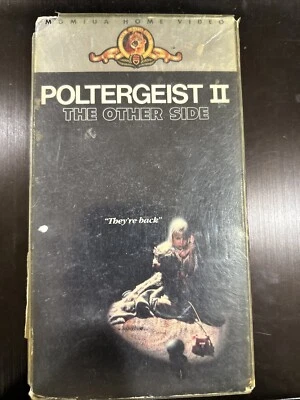 MGM/UA HOME VIDEO
POLTERGEIST II
THE OTHER SIDE
"They're back"